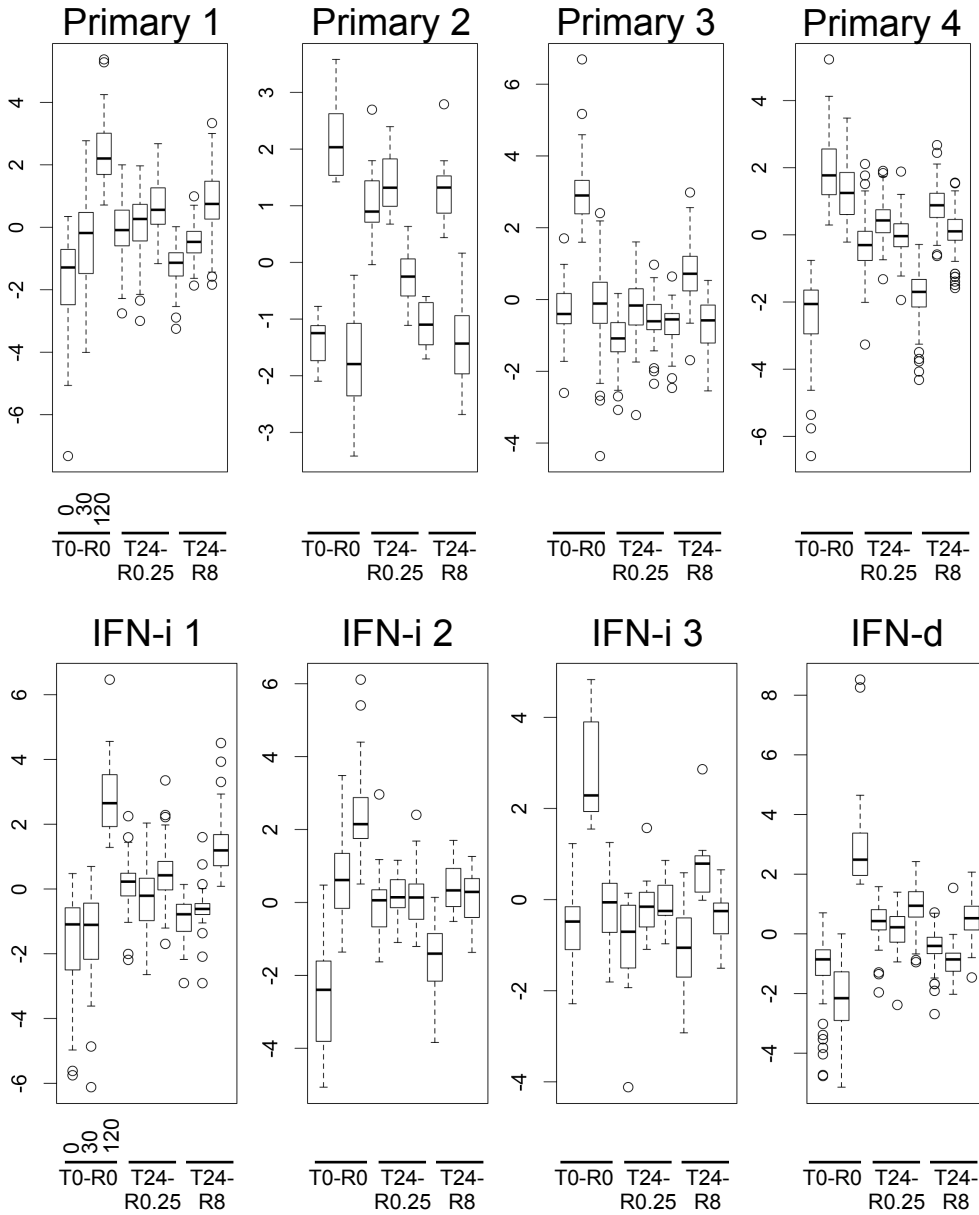 Primary 1 Primary 2 Primary 3 Primary 4
4 2 0 -2 -4 -6
3 2 1 0 -1 -2 -3
6 4 2 0 -2 -4
4 2 0 -2 -4 -6
0 30 120
T0-R0 T24-R0.25 T24-R8
T0-R0 T24-R0.25 T24-R8
T0-R0 T24-R0.25 T24-R8
T0-R0 T24-R0.25 T24-R8
IFN-i 1 IFN-i 2 IFN-i 3 IFN-d
6 4 2 0 -2 -4 -6
6 4 2 0 -2 -4
4 2 0 -2 -4
8 6 4 2 0 -2 -4
0 30 120
T0-R0 T24-R0.25 T24-R8
T0-R0 T24-R0.25 T24-R8
T0-R0 T24-R0.25 T24-R8
T0-R0 T24-R0.25 T24-R8